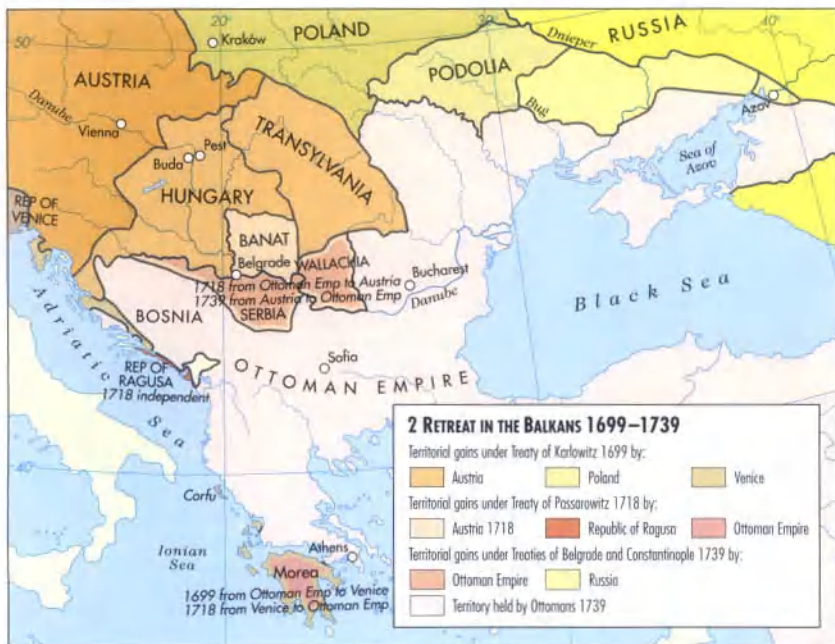 20°
30°
40°
50°
POLAND
RUSSIA
Kraków
Dnieper
AUSTRIA
PODOLIA
Bug
Azov
Danube
Vienna
TRANSYLVANIA
Sea of
Azov
Buda
Pest
HUNGARY
REP OF
VENICE
BANAT
Belgrade
WALLACHIA
1718 from Ottoman Emp to Austria
1739 from Austria to Ottoman Emp
Bucharest
Danube
Black Sea
BOSNIA
SERBIA
Adriatic Sea
Sofia
REP OF
RAGUSA
1718 independent
OTTOMAN EMPIRE
40°
Corfu
Ionian
Sea
Athens
Morea
1699 from Ottoman Emp to Venice
1718 from Venice to Ottoman Emp
2 RETREAT IN THE BALKANS 1699–1739
Territorial gains under Treaty of Karlowitz 1699 by:
Austria
Poland
Venice
Territorial gains under Treaty of Passarowitz 1718 by:
Austria 1718
Republic of Ragusa
Ottoman Empire
Territorial gains under Treaties of Belgrade and Constantinople 1739 by:
Ottoman Empire
Russia
Territory held by Ottomans 1739